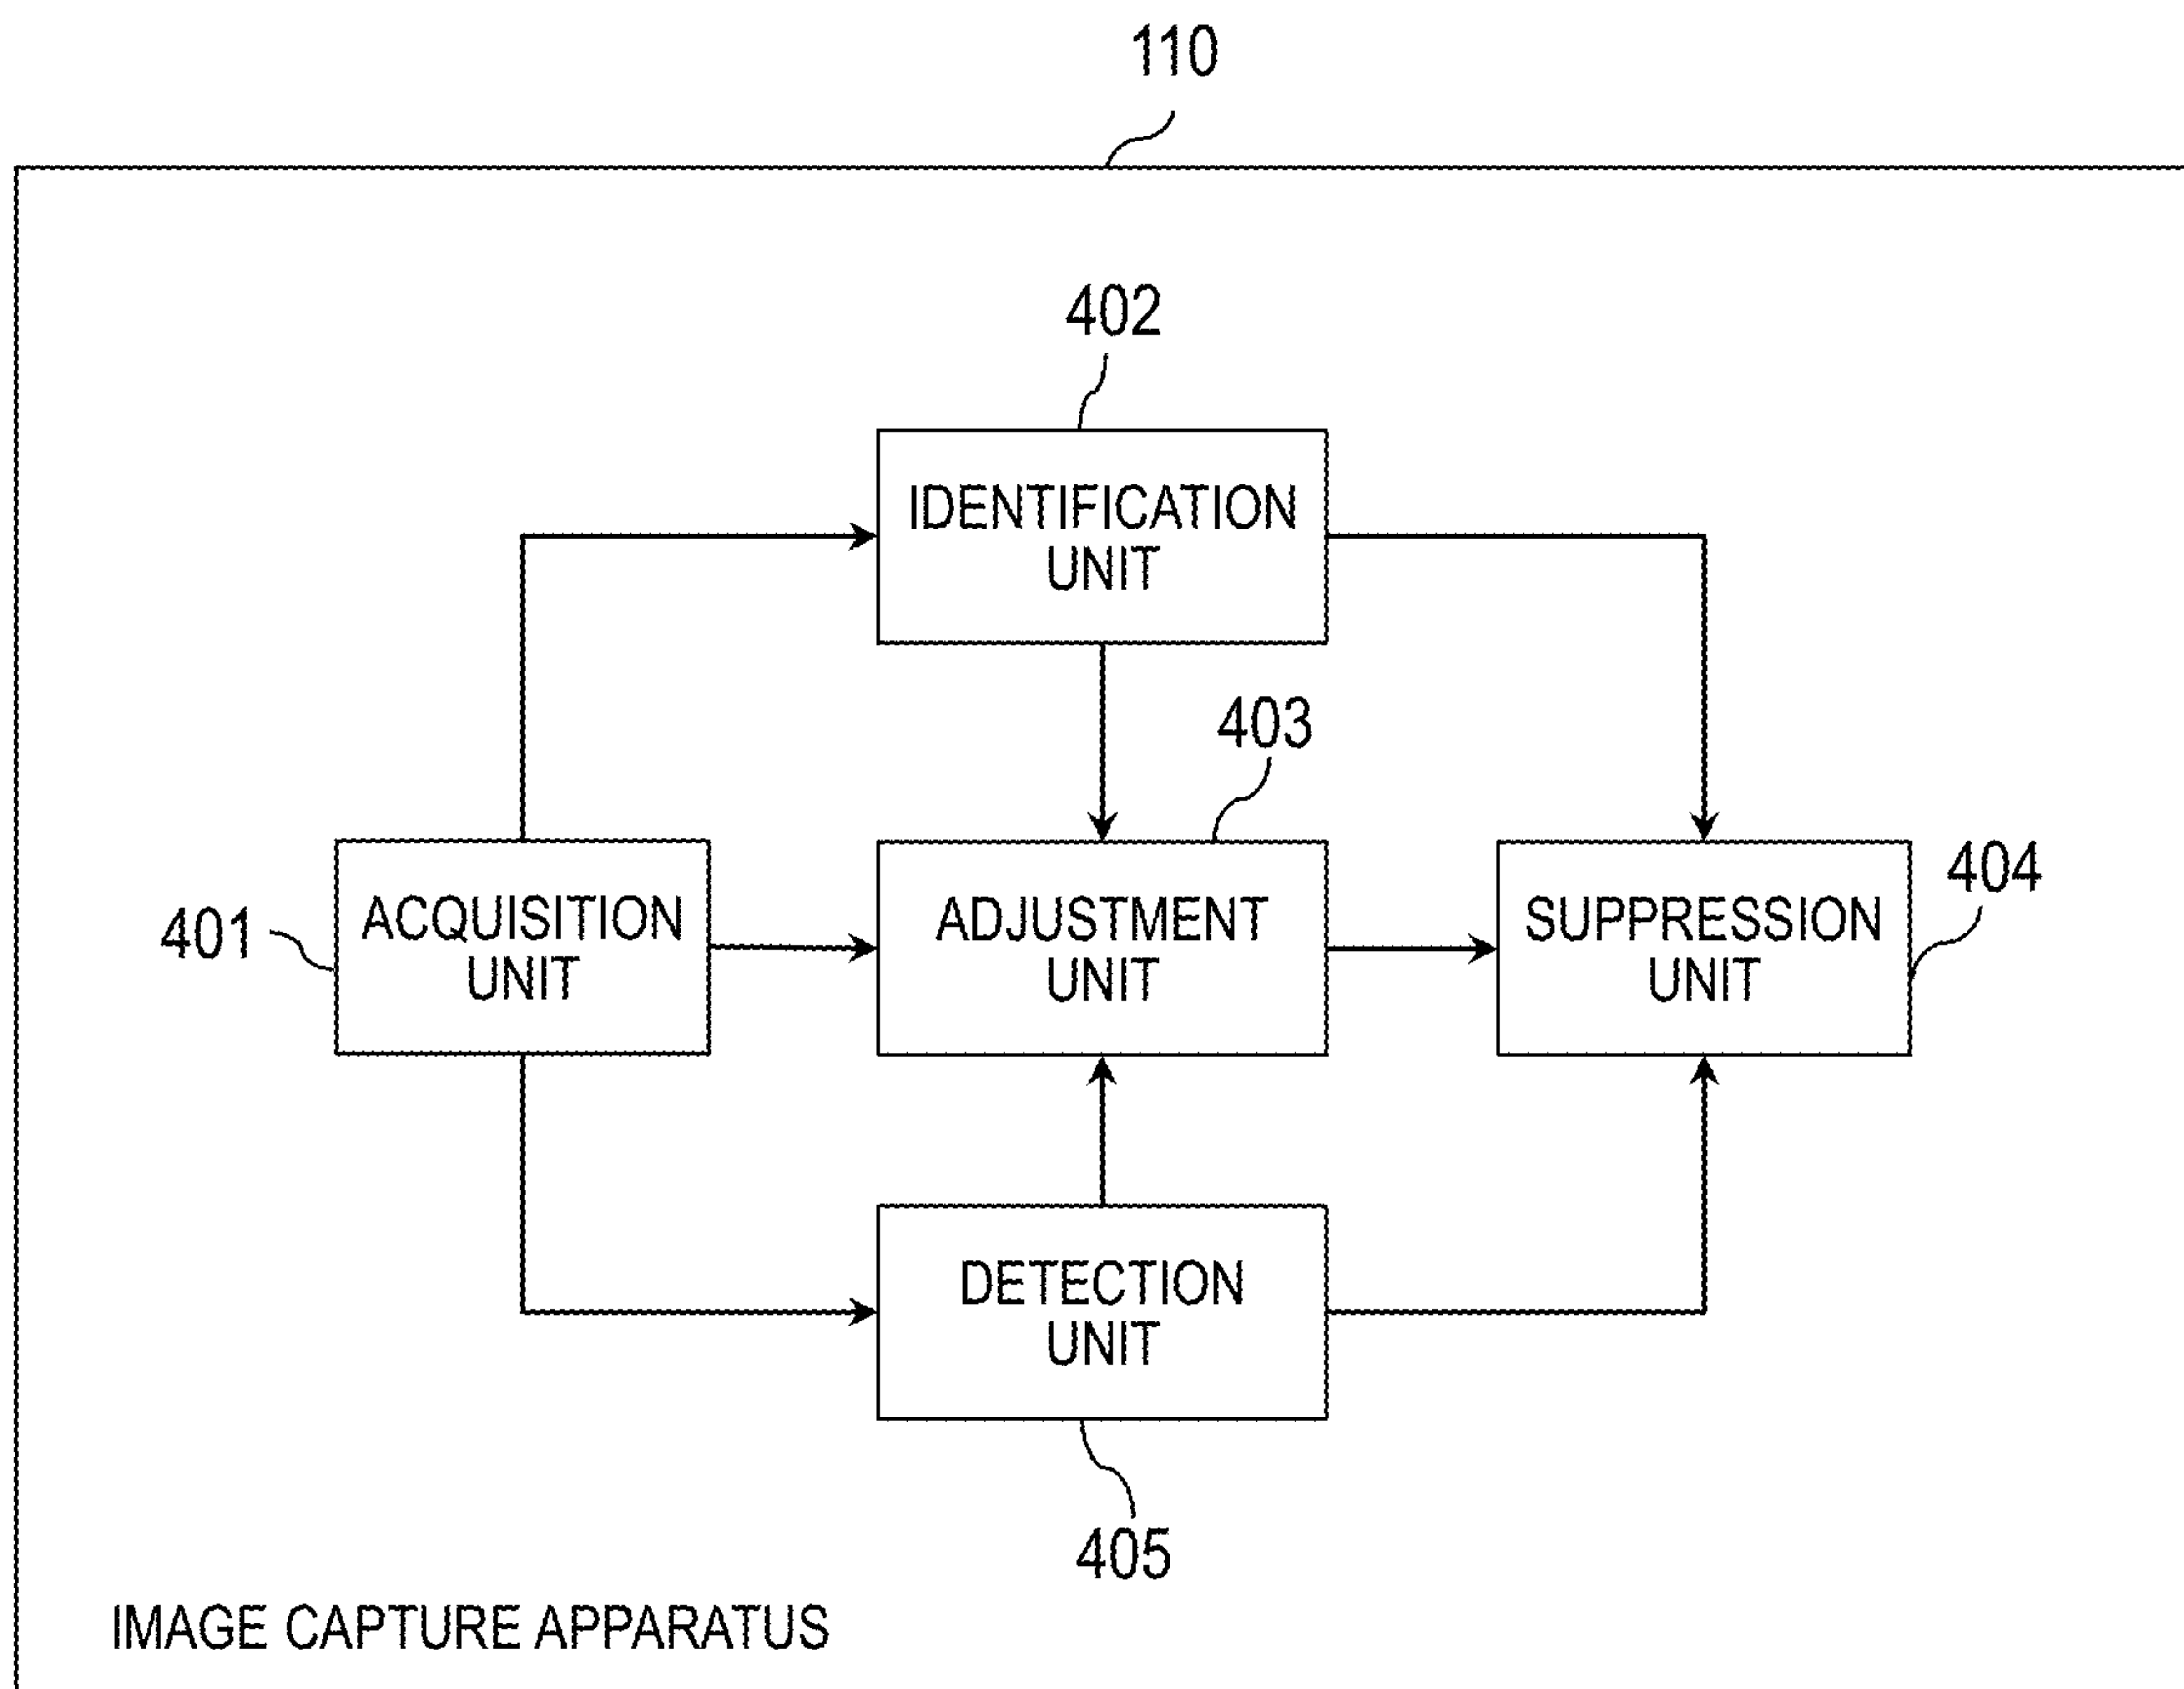 110
402
IDENTIFICATION
UNIT
403
401
ACQUISITION
UNIT
ADJUSTMENT
UNIT
SUPPRESSION
UNIT
404
DETECTION
UNIT
405
IMAGE CAPTURE APPARATUS